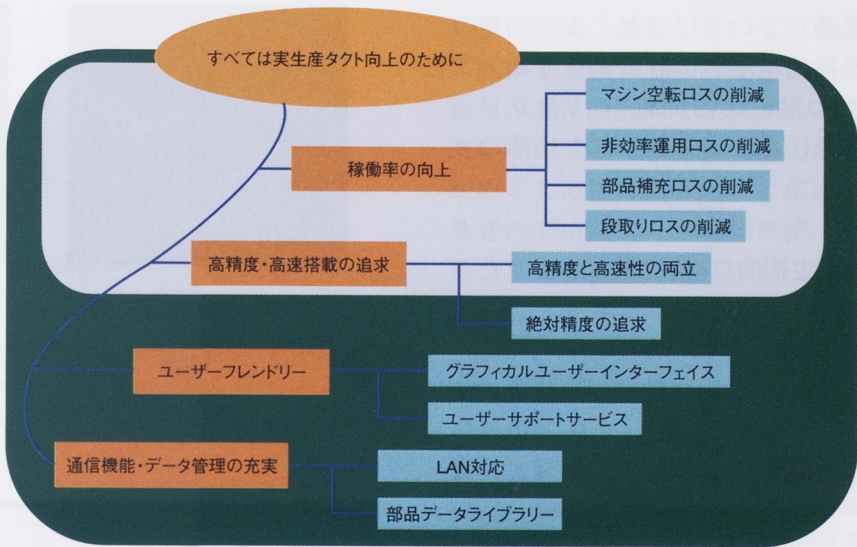 すべては実生産タクト向上のために
稼働率の向上
マシン空転ロスの削減
非効率運用ロスの削減
部品補充ロスの削減
段取りロスの削減
高精度・高速搭載の追求
高精度と高速性の両立
絶対精度の追求
ユーザーフレンドリー
グラフィカルユーザーインターフェイス
ユーザーサポートサービス
通信機能・データ管理の充実
LAN対応
部品データライブラリー